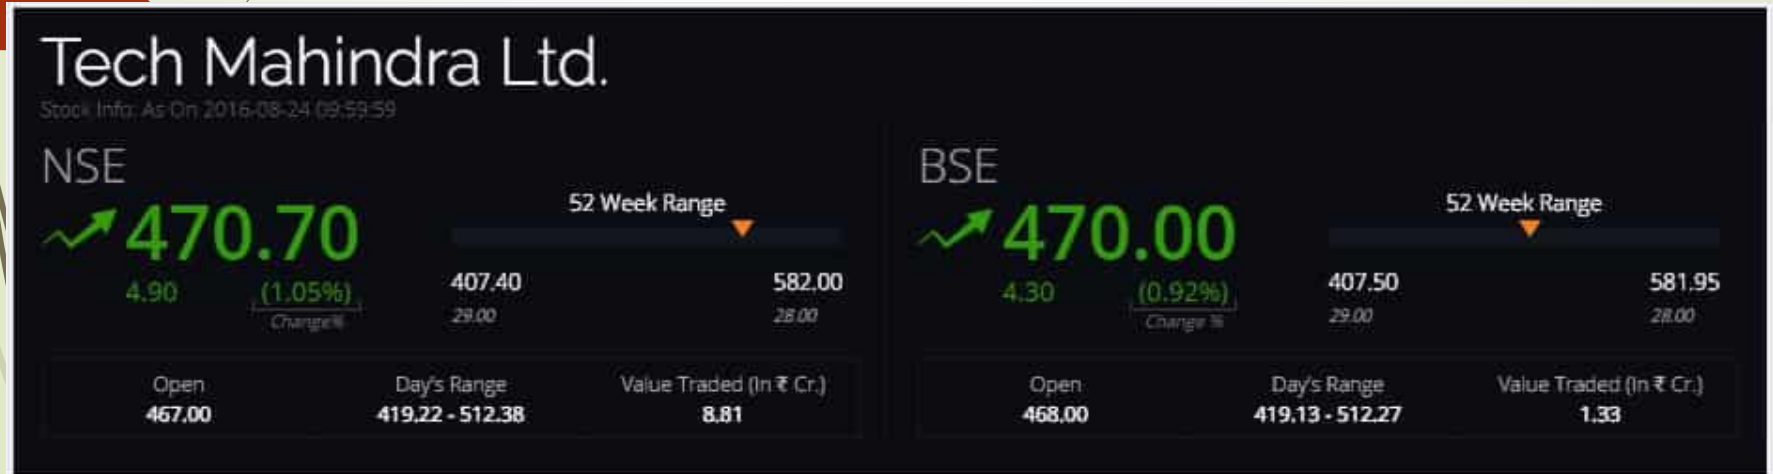 Tech Mahindra Ltd.
Stock Info: As On 2016-08-24 09:59:59
NSE
470.70
4.90 (1.05%)
Change%
52 Week Range
407.40 582.00
29.00 28.00
Open Day's Range Value Traded (In ₹ Cr.)
467.00 419.22 - 512.38 8.81
BSE
470.00
4.30 (0.92%)
Change %
52 Week Range
407.50 581.95
29.00 28.00
Open Day's Range Value Traded (In ₹ Cr.)
468.00 419.13 - 512.27 1.33